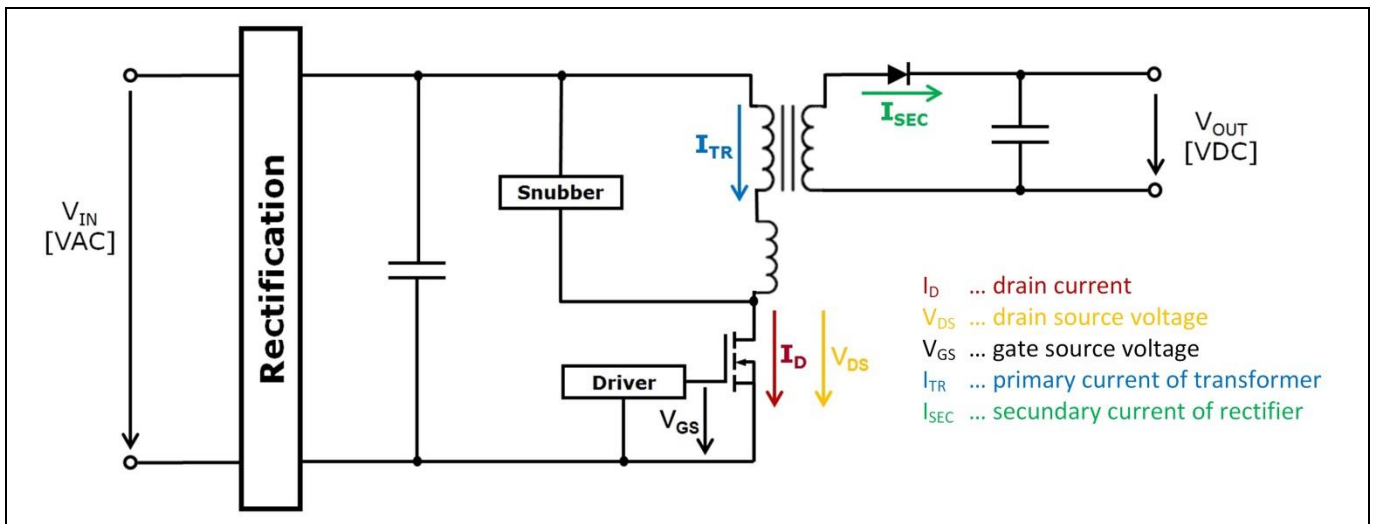 V_IN
[VAC]
Rectification
Snubber
Driver
V_GS
I_TR
I_D
V_DS
I_SEC
V_OUT
[VDC]
I_D ... drain current
V_DS ... drain source voltage
V_GS ... gate source voltage
I_TR ... primary current of transformer
I_SEC ... secundary current of rectifier